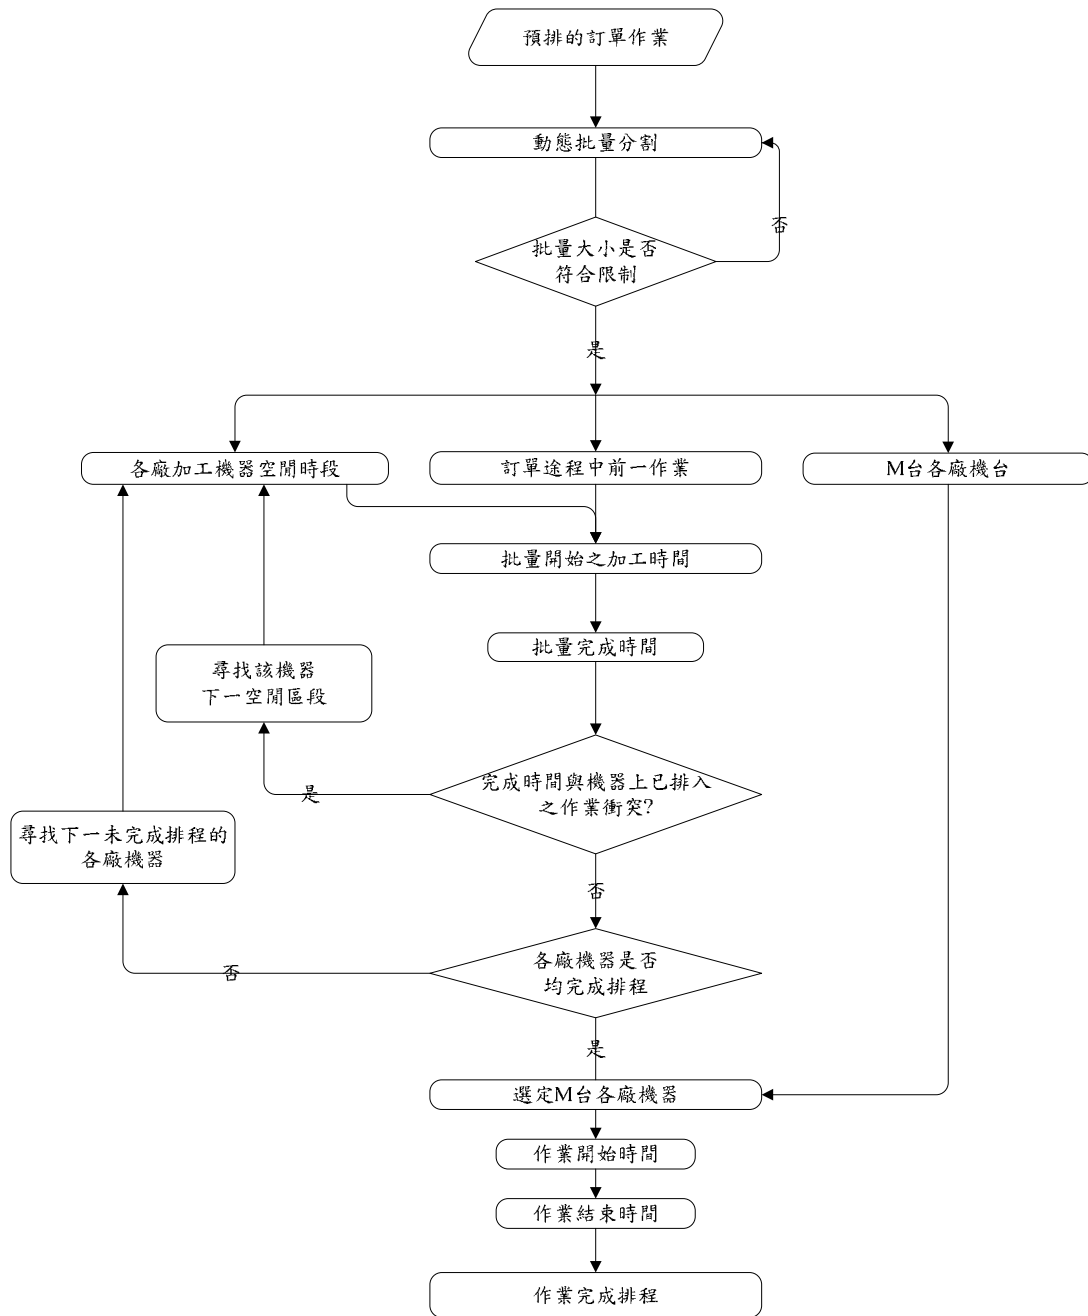 預排的訂單作業
動態批量分割
否
批量大小是否
符合限制
是
各廠加工機器空閒時段
訂單途程中前一作業
M台各廠機台
批量開始之加工時間
批量完成時間
尋找該機器
下一空閒區段
完成時間與機器上已排入
之作業衝突?
是
尋找下一未完成排程的
各廠機器
否
各廠機器是否
均完成排程
否
是
選定M台各廠機器
作業開始時間
作業結束時間
作業完成排程